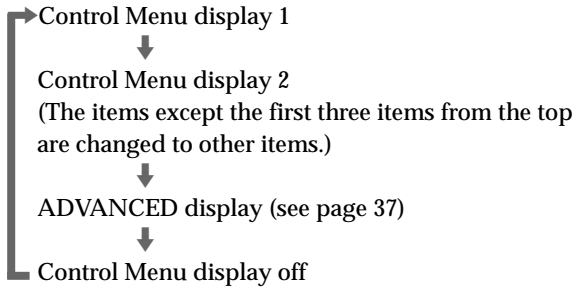 Control Menu display 1
Control Menu display 2
(The items except the first three items from the top
are changed to other items.)
ADVANCED display (see page 37)
Control Menu display off